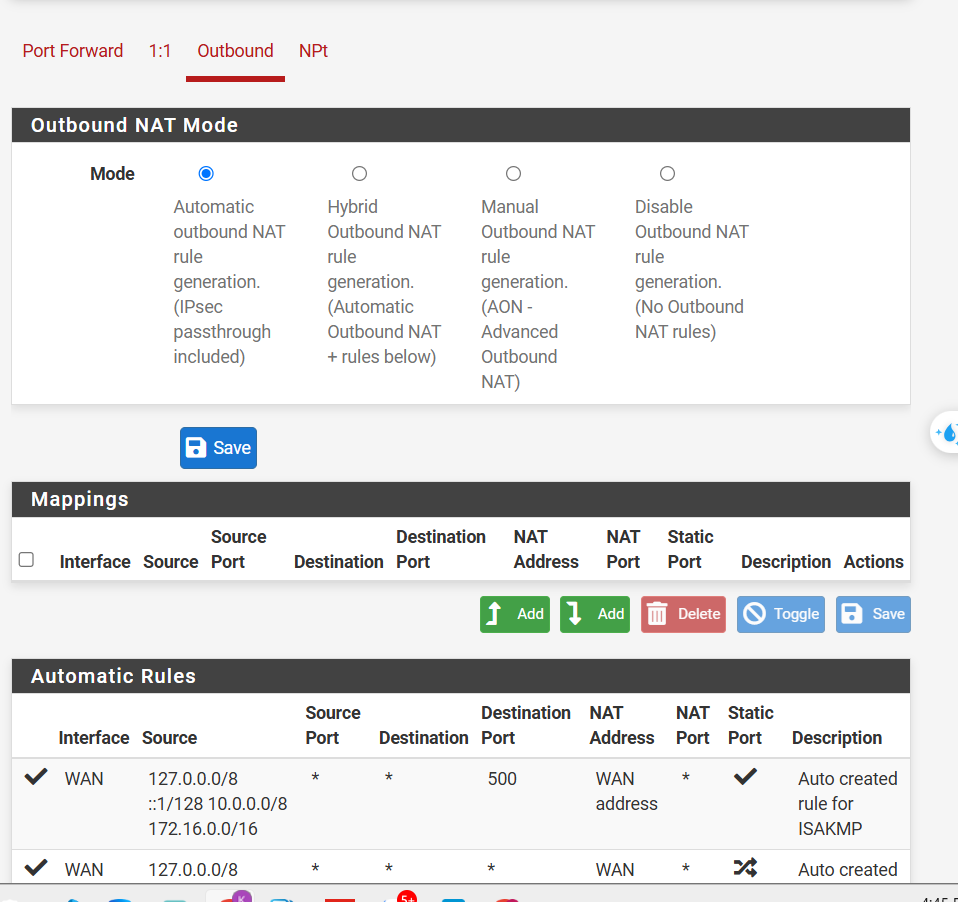 Port Forward 1:1 Outbound NPt
Outbound NAT Mode
Mode
Automatic
outbound NAT
rule
generation.
(IPsec
passthrough
included)
Hybrid
Outbound NAT
rule
generation.
(Automatic
Outbound NAT
+ rules below)
Manual
Outbound NAT
rule
generation.
(AON -
Advanced
Outbound
NAT)
Disable
Outbound NAT
rule
generation.
(No Outbound
NAT rules)
Save
Mappings
Interface Source Source Port Destination Destination Port NAT Address NAT Port Static Port Description Actions
Add Add Delete Toggle Save
Automatic Rules
Interface Source Source Port Destination Destination Port NAT Address NAT Port Static Port Description
WAN 127.0.0.0/8 * * 500 WAN * Auto created
::1/128 10.0.0.0/8 address rule for
172.16.0.0/16 ISAKMP
WAN 127.0.0.0/8 * * * WAN * Auto created
K
5+